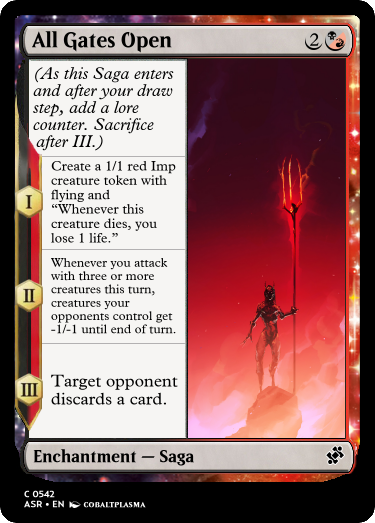 All Gates Open 2
(As this Saga enters
and after your draw
step, add a lore
counter. Sacrifice
after III.)
I
Create a 1/1 red Imp
creature token with
flying and
“Whenever this
creature dies, you
lose 1 life.”
II
Whenever you attack
with three or more
creatures this turn,
creatures your
opponents control get
-1/-1 until end of turn.
III
Target opponent
discards a card.
Enchantment — Saga
C 0542
ASR • EN COBALTPLASMA